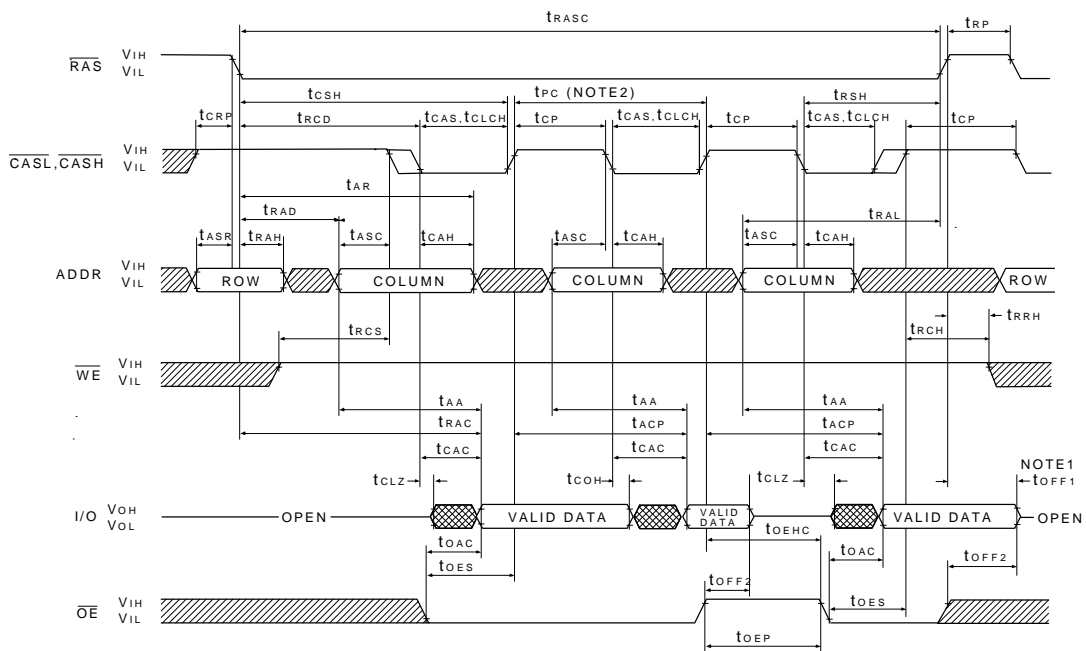 tRASC tRP
RAS VIH
VIL
tCSH tPC (NOTE2) tRSH
tCRP tRCD tCAS,tCLCH tCP tCAS,tCLCH tCP tCAS,tCLCH tCP
CASL,CASH VIH
VIL
tAR
tRAD tRAL
tASR tRAH tASC tCAH tASC tCAH tASC tCAH
ADDR VIH
VIL
ROW COLUMN COLUMN COLUMN ROW
tRCS tRCH tRRH
WE VIH
VIL
tAA tAA tAA
tRAC tACP tACP
tCAC tCAC tCAC
tCLZ tCOH tCLZ NOTE1
tOFF1
I/O VOH
VOL
OPEN VALID DATA VALID DATA VALID DATA OPEN
tOEHC
tOAC tOAC
tOES tOFF2 tOES tOFF2
OE VIH
VIL
tOEP